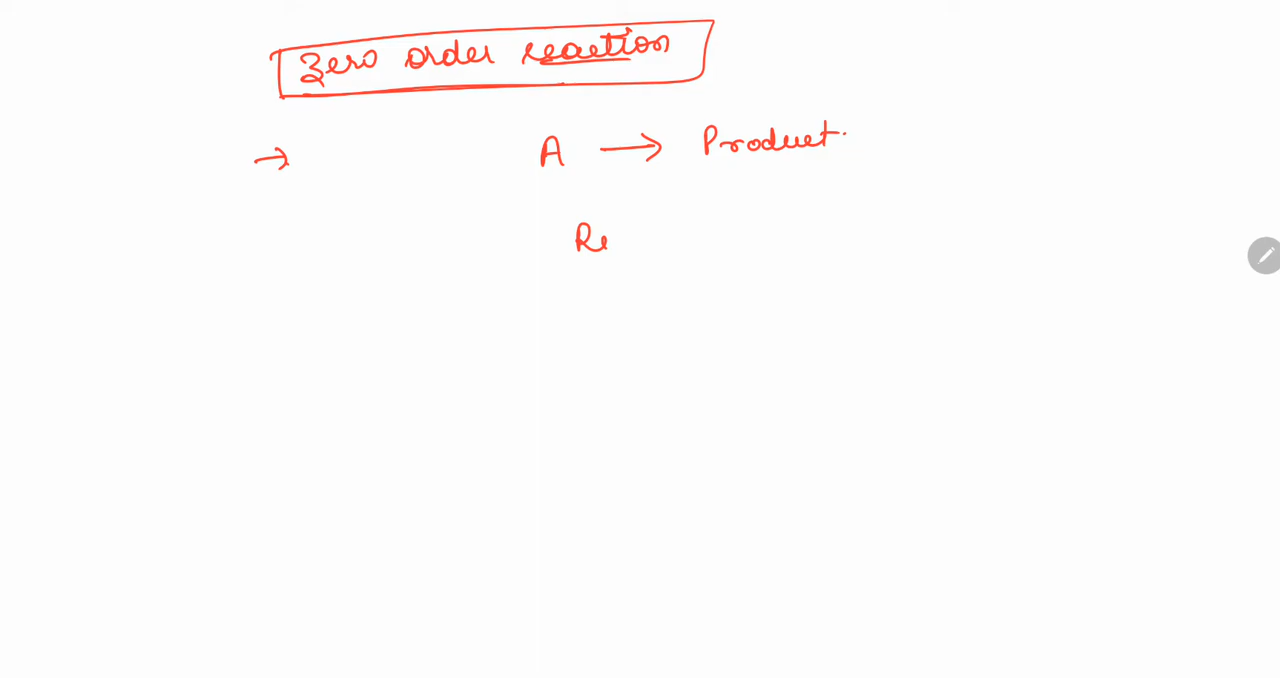 Zero order reaction
→ A → Product.
Re